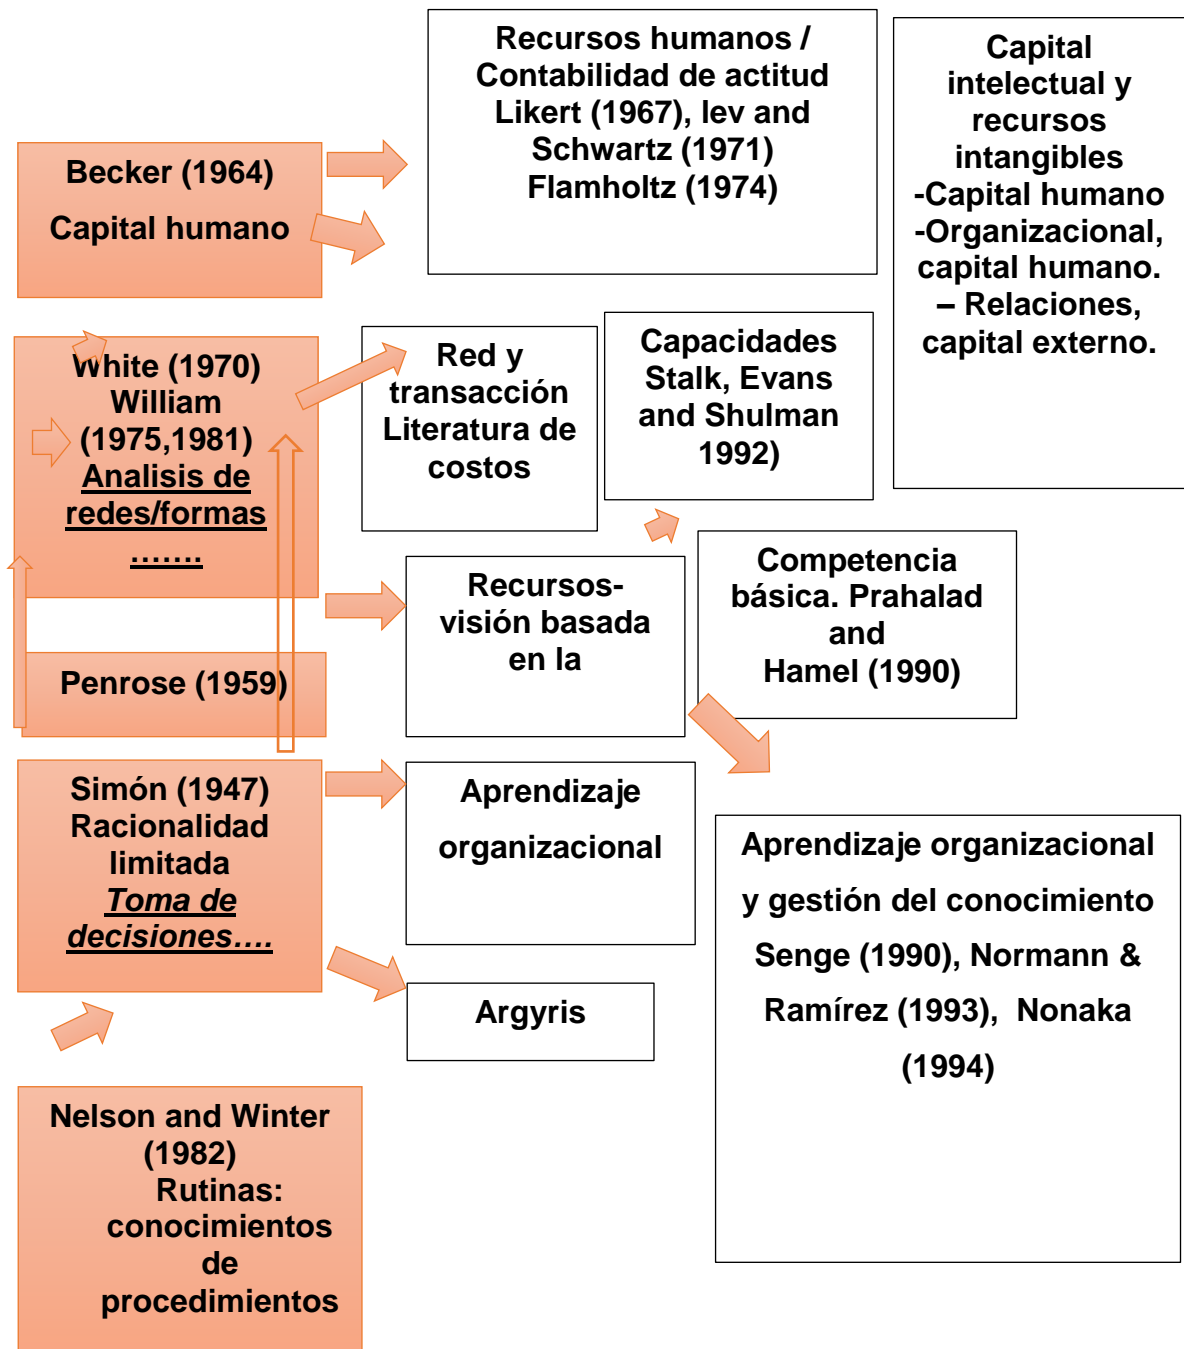 Recursos humanos /
Contabilidad de actitud
Likert (1967), lev and
Schwartz (1971)
Flamholtz (1974)
Capital
intelectual y
recursos
intangibles
-Capital humano
-Organizacional,
capital humano.
– Relaciones,
capital externo.
Becker (1964)
Capital humano
White (1970)
William
(1975,1981)
Analisis de
redes/formas
…….
Red y
transacción
Literatura de
costos
Capacidades
Stalk, Evans
and Shulman
1992)
Recursos-
visión basada
en la
Competencia
básica. Prahalad
and
Hamel (1990)
Penrose (1959)
Simón (1947)
Racionalidad
limitada
Toma de
decisiones….
Aprendizaje
organizacional
Argyris
Aprendizaje organizacional
y gestión del conocimiento
Senge (1990), Normann &
Ramírez (1993),  Nonaka
(1994)
Nelson and Winter
(1982)
Rutinas:
conocimientos
de
procedimientos